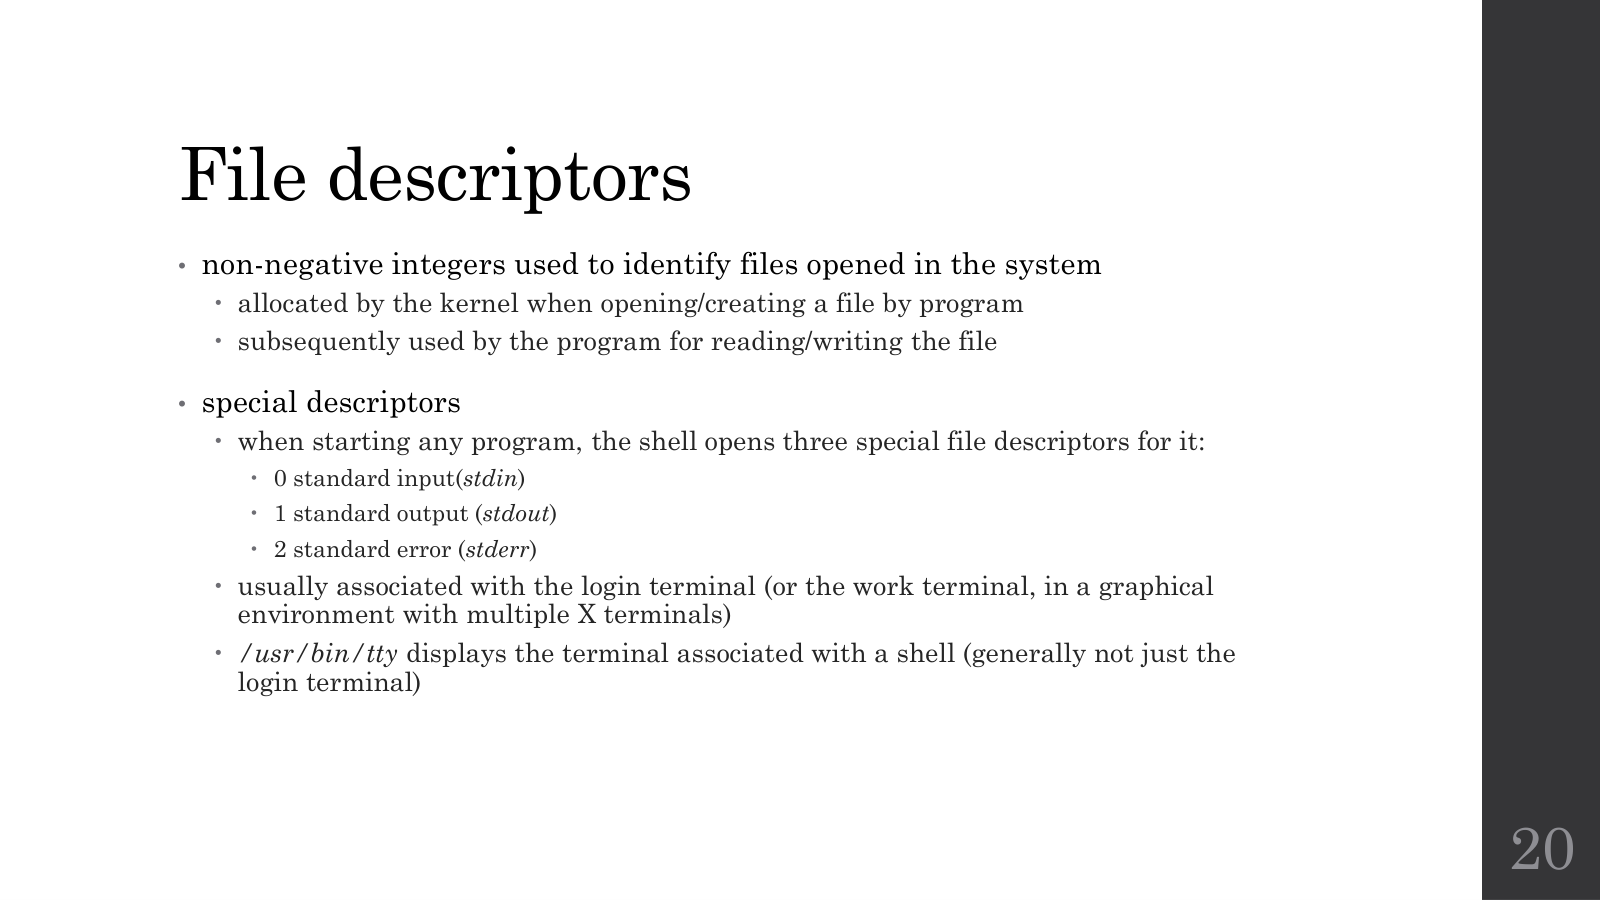 File descriptors
• non-negative integers used to identify files opened in the system
• allocated by the kernel when opening/creating a file by program
• subsequently used by the program for reading/writing the file
• special descriptors
• when starting any program, the shell opens three special file descriptors for it:
• 0 standard input(stdin)
• 1 standard output (stdout)
• 2 standard error (stderr)
• usually associated with the login terminal (or the work terminal, in a graphical
environment with multiple X terminals)
• /usr/bin/tty displays the terminal associated with a shell (generally not just the
login terminal)
20